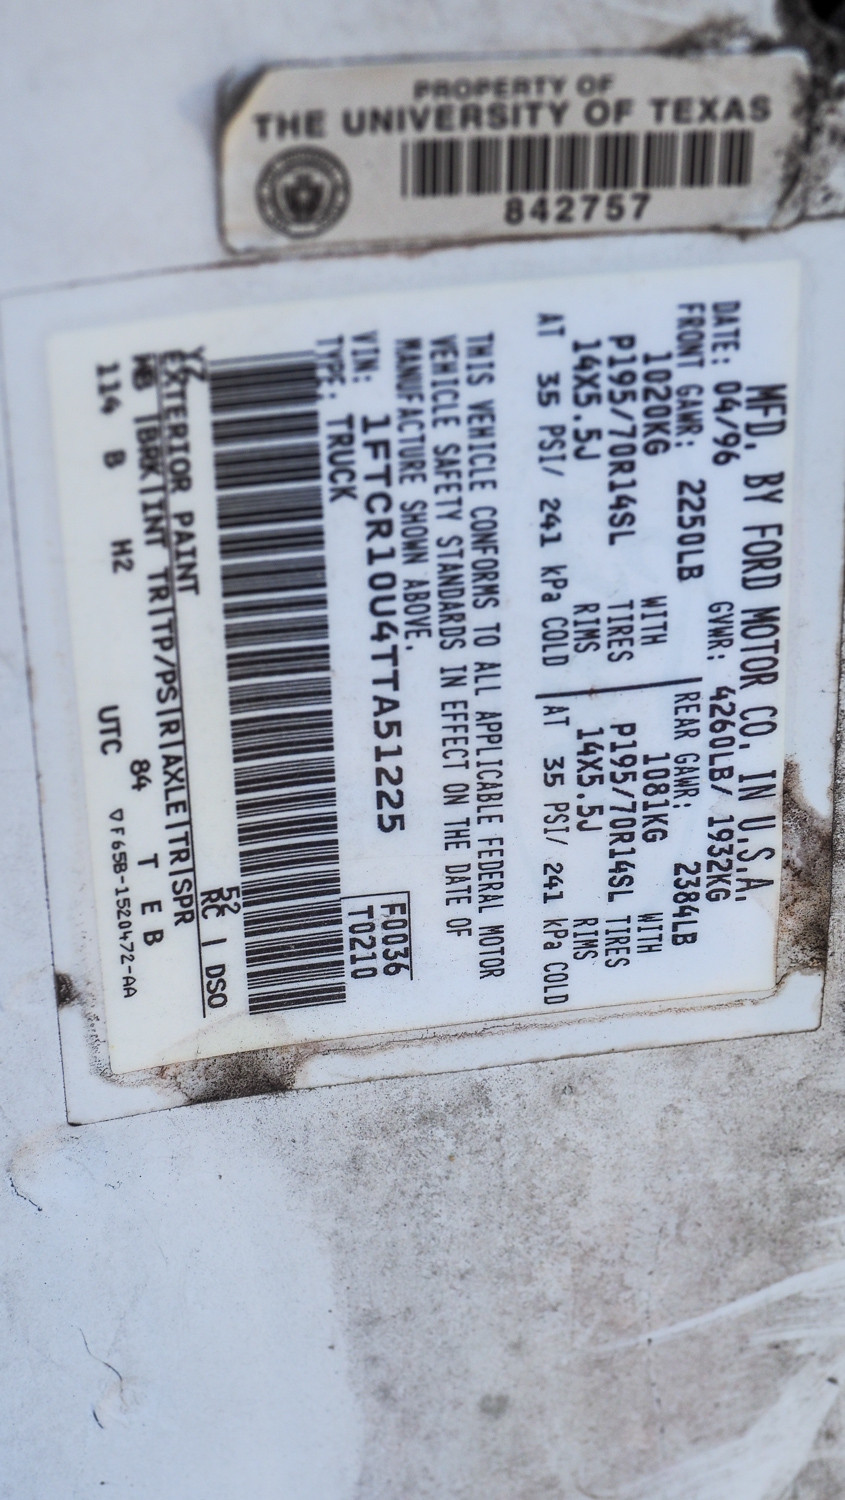 PROPERTY OF
THE UNIVERSITY OF TEXAS
842757
MFD. BY FORD MOTOR CO. IN U.S.A.
DATE: 04/96 GVWR: 4260LB/ 1932KG
FRONT GAWR: 2250LB REAR GAWR: 2384LB
1020KG WITH 1081KG WITH
P195/70R14SL TIRES P195/70R14SL TIRES
14X5.5J RIMS 14X5.5J RIMS
AT 35 PSI/ 241 kPa COLD AT 35 PSI/ 241 kPa COLD
THIS VEHICLE CONFORMS TO ALL APPLICABLE FEDERAL MOTOR
VEHICLE SAFETY STANDARDS IN EFFECT ON THE DATE OF
MANUFACTURE SHOWN ABOVE.
VIN: 1FTCR10U4TTA51225 F0036
TYPE: TRUCK T0210
YZ 52
EXTERIOR PAINT RC | DSO
WB |BRK|INT TR|TP/PS|R|AXLE|TR|SPR
114 B H2 84 T E B
UTC ▽F65B-1520472-AA